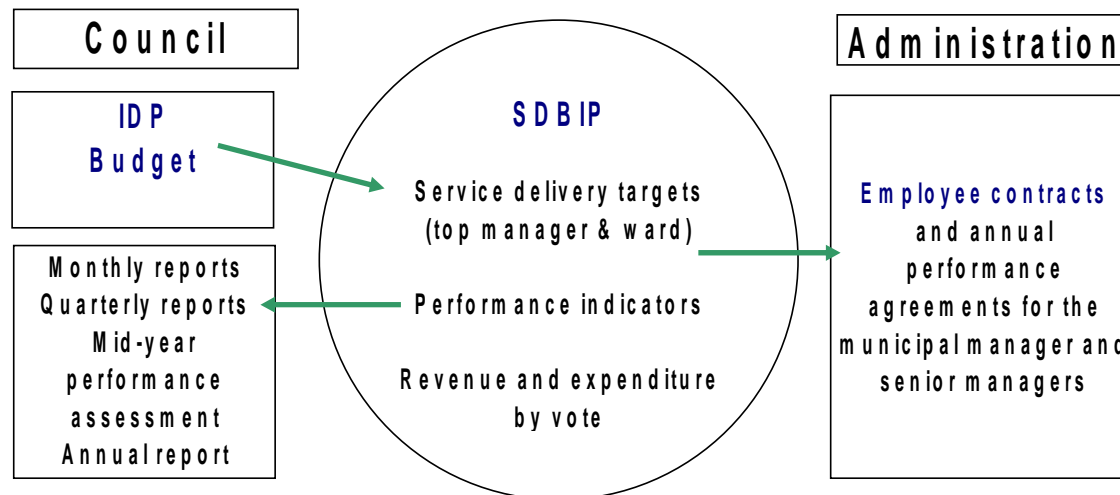 Council
IDP
Budget
Monthly reports
Quarterly reports
Mid-year
performance
assessment
Annual report
SDBIP
Service delivery targets
(top manager & ward)
Performance indicators
Revenue and expenditure
by vote
Administration
Employee contracts
and annual
performance
agreements for the
municipal manager and
senior managers